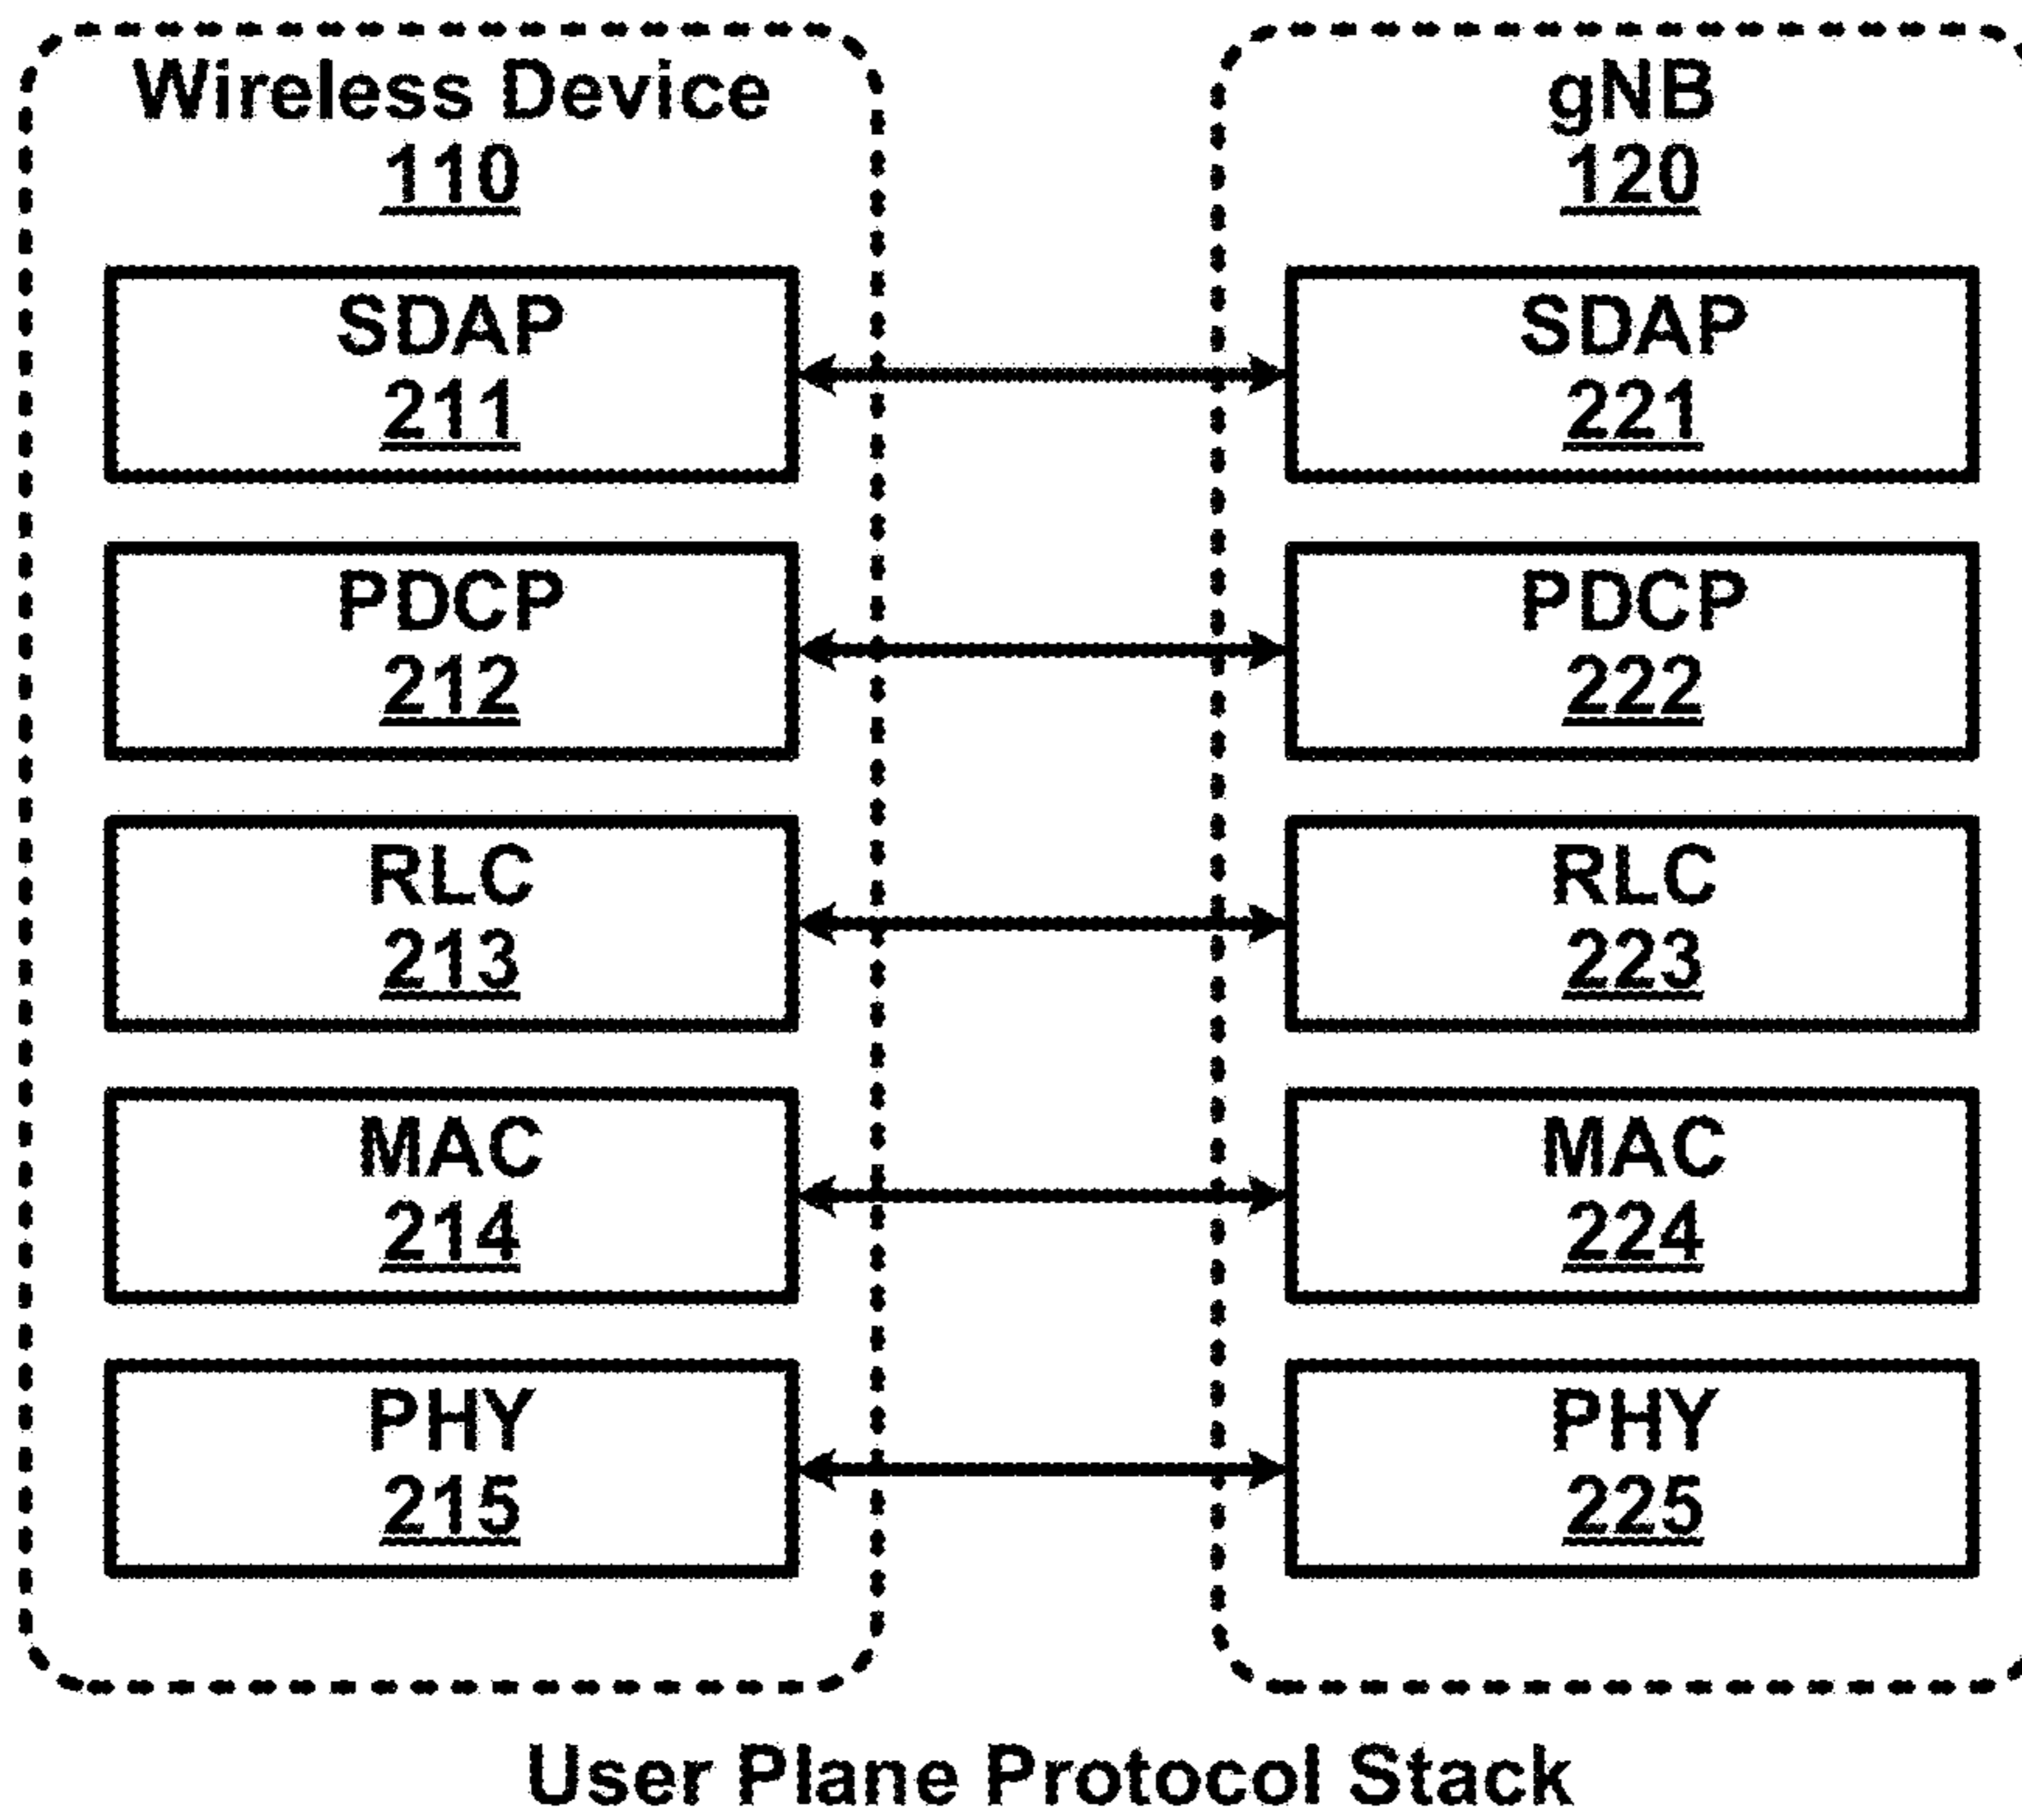 Wireless Device
110
SDAP
211
PDCP
212
RLC
213
MAC
214
PHY
215
gNB
120
SDAP
221
PDCP
222
RLC
223
MAC
224
PHY
225
User Plane Protocol Stack